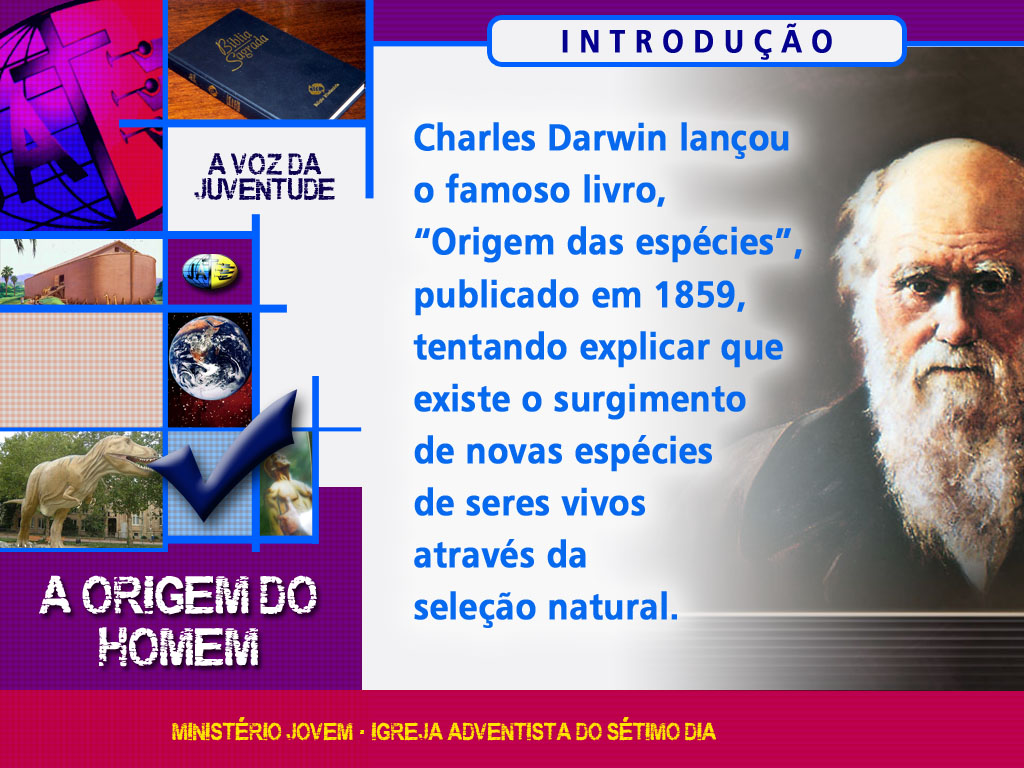 INTRODUÇÃO
Bíblia
Sagrada
A VOZ DA
JUVENTUDE
Charles Darwin lançou
o famoso livro,
“Origem das espécies”,
publicado em 1859,
tentando explicar que
existe o surgimento
de novas espécies
de seres vivos
através da
seleção natural.
A ORIGEM DO
HOMEM
MINISTÉRIO JOVEM · IGREJA ADVENTISTA DO SÉTIMO DIA